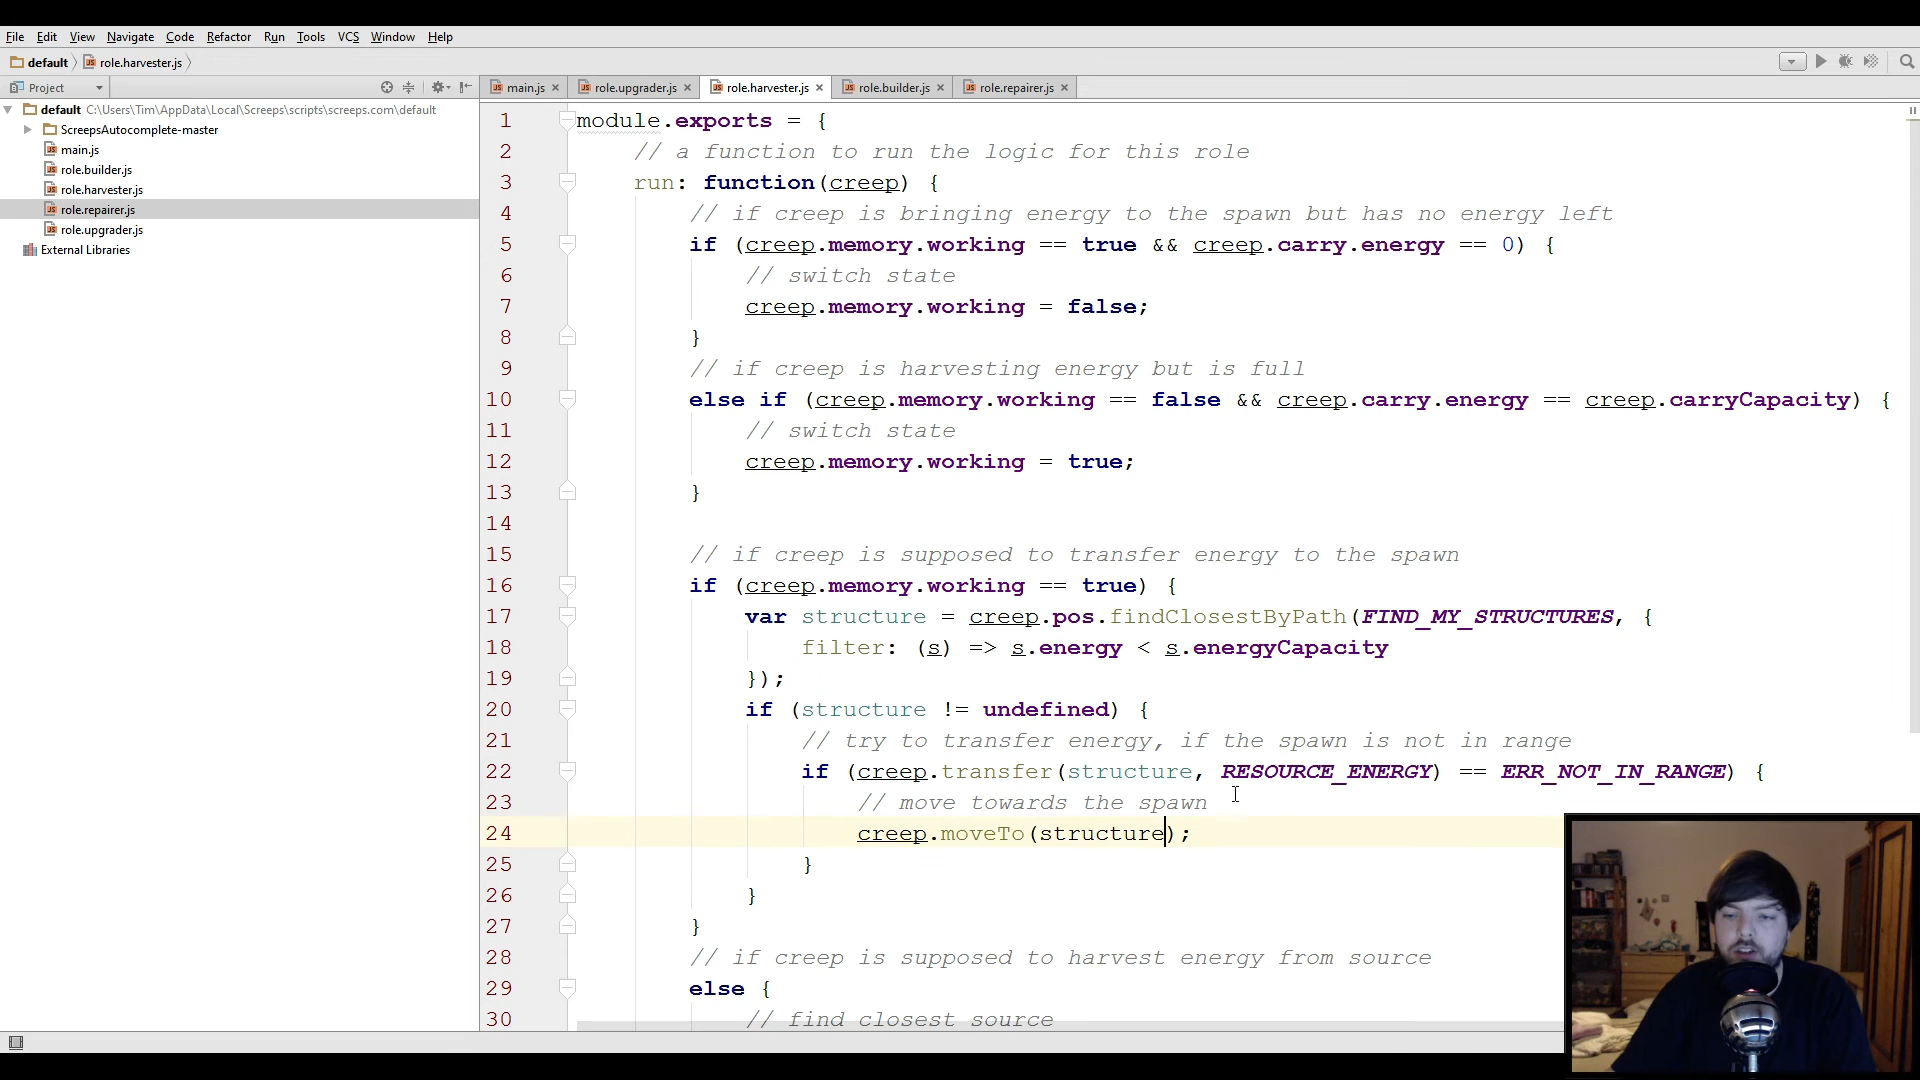 File Edit View Navigate Code Refactor Run Tools VCS Window Help
default role.harvester.js
Project
main.js role.upgrader.js role.harvester.js role.builder.js role.repairer.js
default C:\Users\Tim\AppData\Local\Screeps\scripts\screeps.com\default
ScreepsAutocomplete-master
main.js
role.builder.js
role.harvester.js
role.repairer.js
role.upgrader.js
External Libraries
1 module.exports = {
2 // a function to run the logic for this role
3 run: function(creep) {
4 // if creep is bringing energy to the spawn but has no energy left
5 if (creep.memory.working == true && creep.carry.energy == 0) {
6 // switch state
7 creep.memory.working = false;
8 }
9 // if creep is harvesting energy but is full
10 else if (creep.memory.working == false && creep.carry.energy == creep.carryCapacity) {
11 // switch state
12 creep.memory.working = true;
13 }
14
15 // if creep is supposed to transfer energy to the spawn
16 if (creep.memory.working == true) {
17 var structure = creep.pos.findClosestByPath(FIND_MY_STRUCTURES, {
18 filter: (s) => s.energy < s.energyCapacity
19 });
20 if (structure != undefined) {
21 // try to transfer energy, if the spawn is not in range
22 if (creep.transfer(structure, RESOURCE_ENERGY) == ERR_NOT_IN_RANGE) {
23 // move towards the spawn
24 creep.moveTo(structure);
25 }
26 }
27 }
28 // if creep is supposed to harvest energy from source
29 else {
30 // find closest source